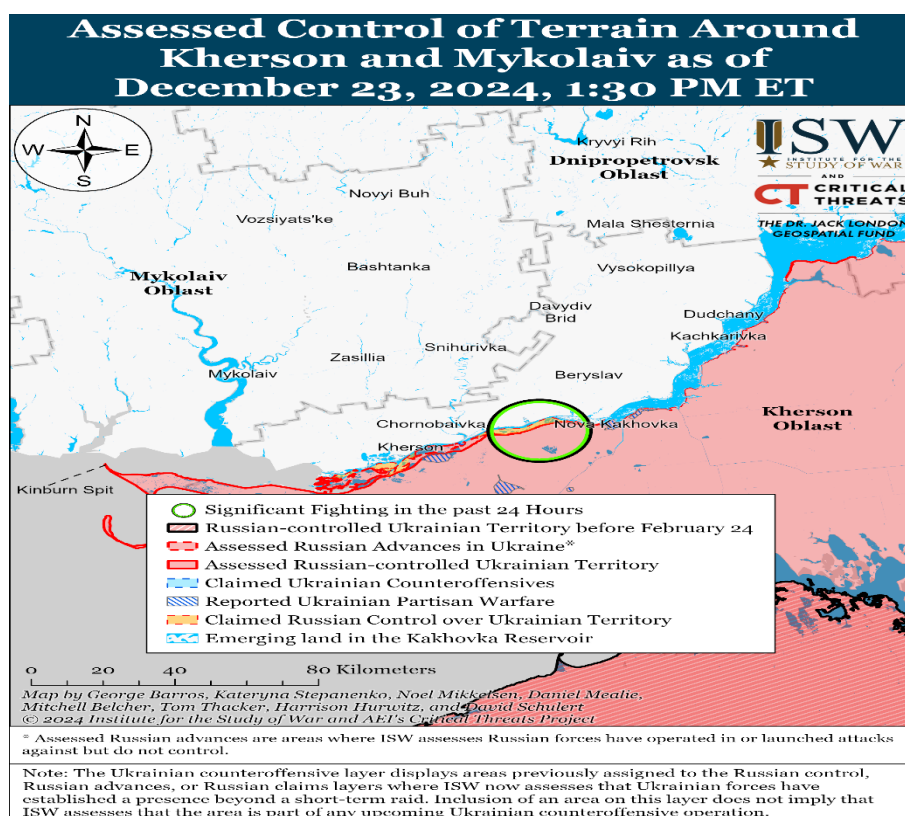 Assessed Control of Terrain Around
Kherson and Mykolaiv as of
December 23, 2024, 1:30 PM ET
N
W E
S
ISW
INSTITUTE FOR THE
STUDY OF WAR
AND
CT CRITICAL
THREATS
THE DR. JACK LONDON
GEOSPATIAL FUND
Kryvyi Rih
Dnipropetrovsk
Oblast
Novyi Buh
Vozsiyats'ke
Mala Shesternia
Bashtanka
Vysokopillya
Mykolaiv
Oblast
Davydiv
Brid
Dudchany
Kachkarivka
Snihurivka
Zasillia
Mykolaiv
Beryslav
Chornobaivka
Nova Kakhovka
Kherson
Oblast
Kherson
Kinburn Spit
Significant Fighting in the past 24 Hours
Russian-controlled Ukrainian Territory before February 24
Assessed Russian Advances in Ukraine*
Assessed Russian-controlled Ukrainian Territory
Claimed Ukrainian Counteroffensives
Reported Ukrainian Partisan Warfare
Claimed Russian Control over Ukrainian Territory
Emerging land in the Kakhovka Reservoir
0 20 40 80 Kilometers
Map by George Barros, Kateryna Stepanenko, Noel Mikkelsen, Daniel Mealie,
Mitchell Belcher, Tom Thacker, Harrison Hurwitz, and David Schulert
© 2024 Institute for the Study of War and AEI's Critical Threats Project
* Assessed Russian advances are areas where ISW assesses Russian forces have operated in or launched attacks
against but do not control.
Note: The Ukrainian counteroffensive layer displays areas previously assigned to the Russian control,
Russian advances, or Russian claims layers where ISW now assesses that Ukrainian forces have
established a presence beyond a short-term raid. Inclusion of an area on this layer does not imply that
ISW assesses that the area is part of any upcoming Ukrainian counteroffensive operation.